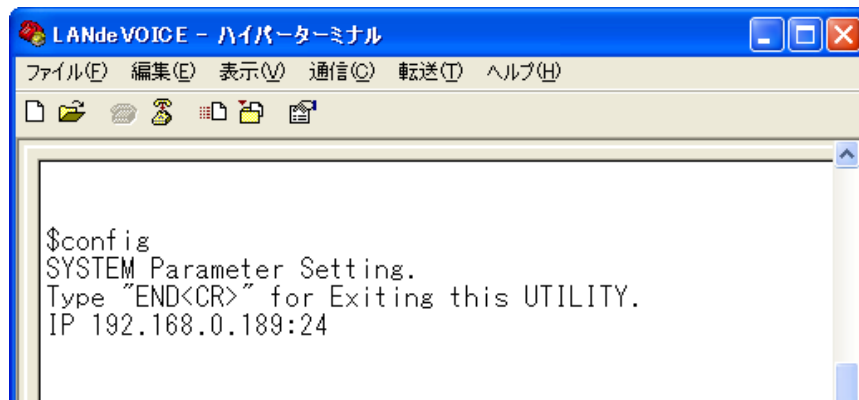 LANdeVOICE - ハイパーターミナル
ファイル(F) 編集(E) 表示(V) 通信(C) 転送(T) ヘルプ(H)
$config
SYSTEM Parameter Setting.
Type "END<CR>" for Exiting this UTILITY.
IP 192.168.0.189:24